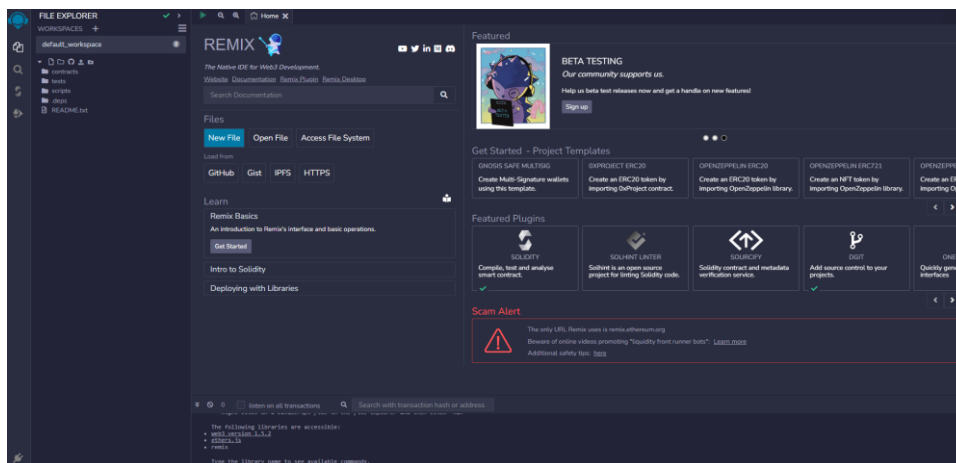 FILE EXPLORER
WORKSPACES +
default_workspace
contracts
tests
scripts
.deps
README.txt
Home
REMIX
The Native IDE for Web3 Development.
Website Documentation Remix Plugin Remix Desktop
Search Documentation
Files
New File Open File Access File System
Load from
GitHub Gist IPFS HTTPS
Learn
Remix Basics
An introduction to Remix's interface and basic operations.
Get Started
Intro to Solidity
Deploying with Libraries
Featured
BETA TESTING
Our community supports us.
Help us beta test releases now and get a handle on new features!
Sign up
Get Started - Project Templates
GNOSIS SAFE MULTISIG
Create Multi-Signature wallets
using this template.
0XPROJECT ERC20
Create an ERC20 token by
importing 0xProject contract.
OPENZEPPELIN ERC20
Create an ERC20 token by
importing OpenZeppelin library.
OPENZEPPELIN ERC721
Create an NFT token by
importing OpenZeppelin library.
OPENZEPPE
Create an E
importing O
Featured Plugins
SOLIDITY
Compile, test and analyse
smart contract.
SOLHINT LINTER
Solhint is an open source
project for linting Solidity code.
SOURCIFY
Solidity contract and metadata
verification service.
DGIT
Add source control to your
projects.
ONE
Quickly gene
interfaces
Scam Alert
The only URL Remix uses is remix.ethereum.org
Beware of online videos promoting "liquidity front runner bots": Learn more
Additional safety tips: here
0 listen on all transactions Search with transaction hash or address
The following libraries are accessible:
web3 version 1.5.2
ethers.js
remix
Type the library name to see available commands.